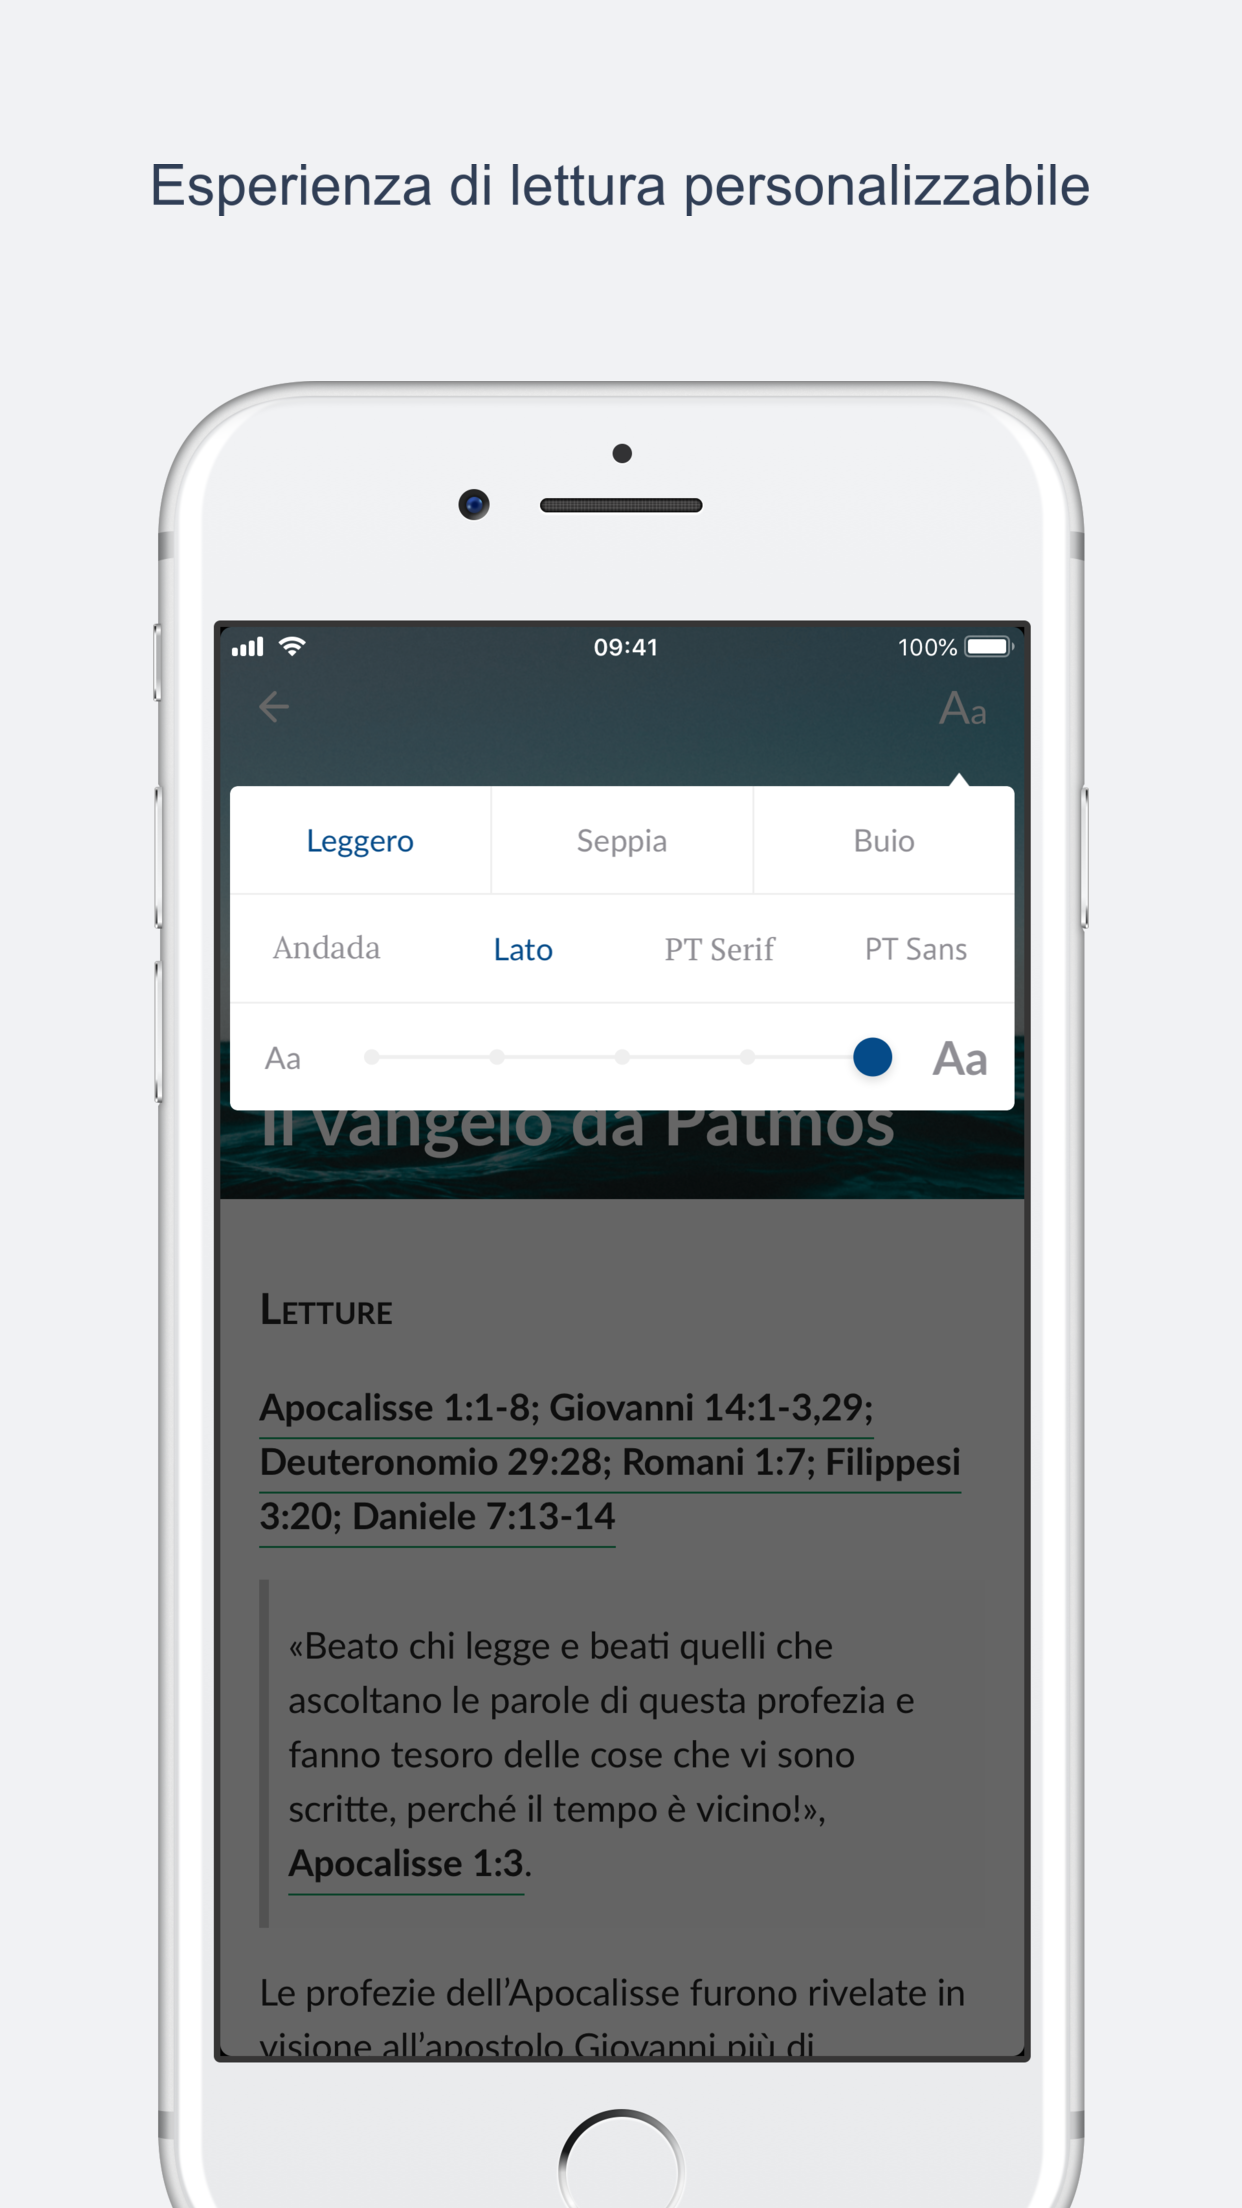 Esperienza di lettura personalizzabile
09:41
100%
Aa
Leggero Seppia Buio
Andada Lato PT Serif PT Sans
Aa Aa
Il Vangelo da Patmos
LETTURE
Apocalisse 1:1-8; Giovanni 14:1-3,29;
Deuteronomio 29:28; Romani 1:7; Filippesi
3:20; Daniele 7:13-14
«Beato chi legge e beati quelli che
ascoltano le parole di questa profezia e
fanno tesoro delle cose che vi sono
scritte, perché il tempo è vicino!»,
Apocalisse 1:3.
Le profezie dell’Apocalisse furono rivelate in
visione all’apostolo Giovanni più di